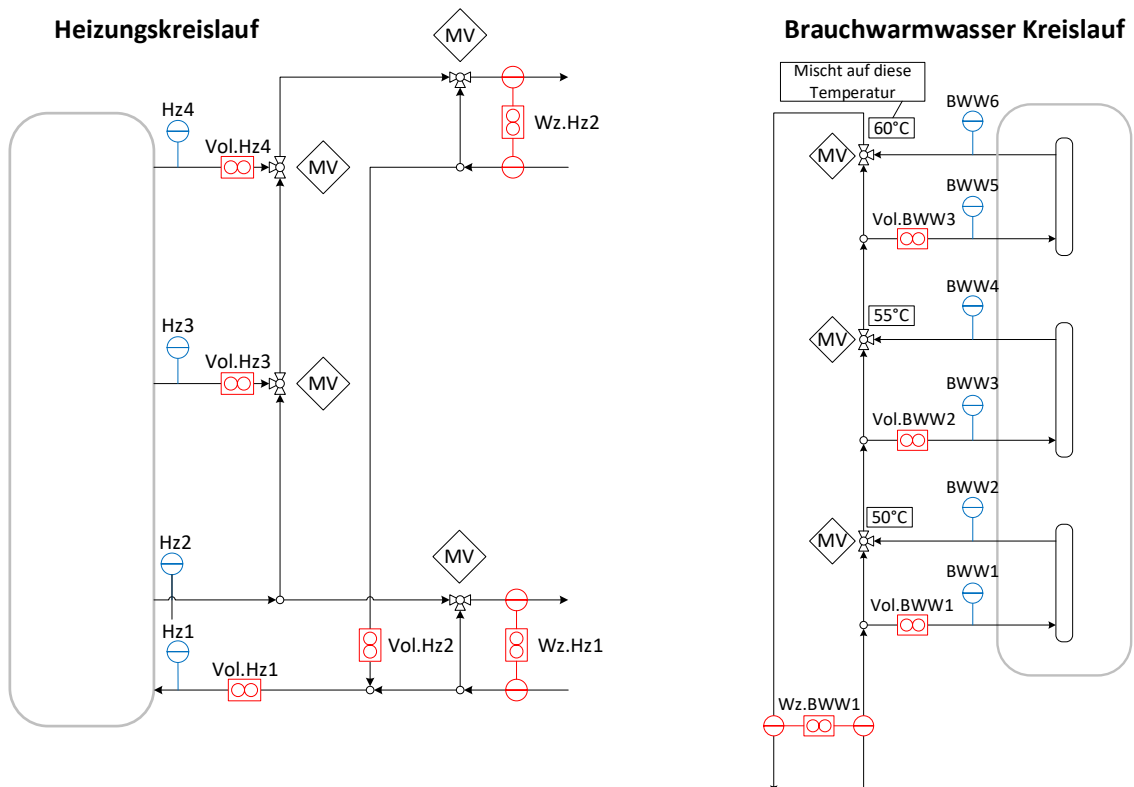 Heizungskreislauf
MV
Hz4
Vol.Hz4
MV
Wz.Hz2
Hz3
Vol.Hz3
MV
Hz2
MV
Hz1
Vol.Hz1
Vol.Hz2
Wz.Hz1
Brauchwarmwasser Kreislauf
Mischt auf diese
Temperatur
60°C
BWW6
MV
BWW5
Vol.BWW3
55°C
BWW4
MV
BWW3
Vol.BWW2
50°C
BWW2
MV
BWW1
Vol.BWW1
Wz.BWW1